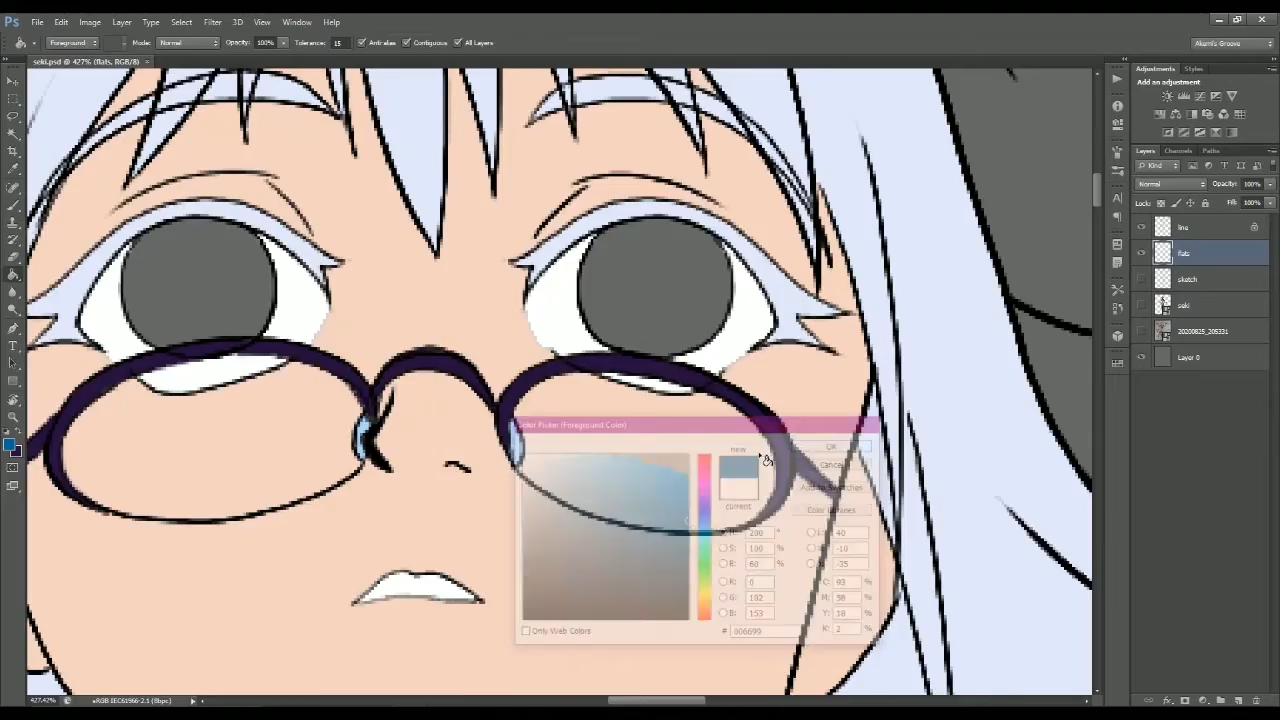 Ps File Edit Image Layer Type Select Filter 3D View Window Help
Foreground Mode: Normal Opacity: 100% Tolerance: 15 Anti-alias Contiguous All Layers Akemi's Groove
seki.psd @ 427% (flats, RGB/8)
Adjustments Styles
Add an adjustment
Layers Channels Paths
Kind
Normal Opacity: 100%
Lock: Fill: 100%
line
flats
sketch
seki
20200825_205331
Layer 0
Color Picker (Foreground Color)
new
OK
Cancel
Add to Swatches
current
Color Libraries
H: 200 ° L: 40
S: 100 % -10
B: 60 % -35
R: 0 C: 93 %
G: 102 M: 58 %
B: 153 Y: 18 %
Only Web Colors # 006699 K: 2 %
427.42% sRGB IEC61966-2.1 (8bpc)